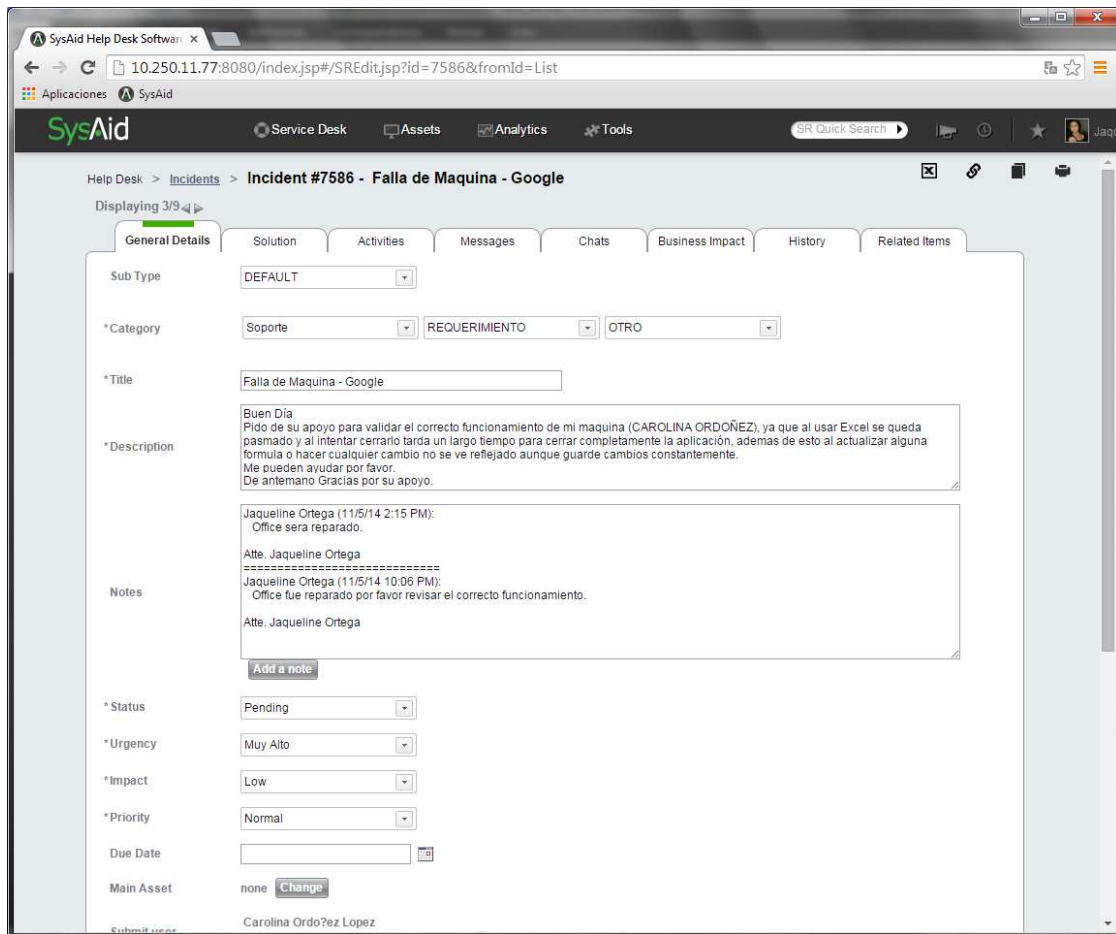 SysAid Help Desk Softwar
10.250.11.77:8080/index.jsp#/SREdit.jsp?id=7586&fromId=List
Aplicaciones SysAid
SysAid Service Desk Assets Analytics Tools SR Quick Search Jaqu
Help Desk > Incidents > Incident #7586 - Falla de Maquina - Google
Displaying 3/9
General Details Solution Activities Messages Chats Business Impact History Related Items
Sub Type DEFAULT
*Category Soporte REQUERIMIENTO OTRO
*Title Falla de Maquina - Google
Buen Día
Pido de su apoyo para validar el correcto funcionamiento de mi maquina (CAROLINA ORDOÑEZ), ya que al usar Excel se queda
*Description pasmado y al intentar cerrarlo tarda un largo tiempo para cerrar completamente la aplicación, ademas de esto al actualizar alguna
formula o hacer cualquier cambio no se ve reflejado aunque guarde cambios constantemente.
Me pueden ayudar por favor.
De antemano Gracias por su apoyo.
Jaqueline Ortega (11/5/14 2:15 PM):
Office sera reparado.
Atte. Jaqueline Ortega
=============================
Jaqueline Ortega (11/5/14 10:06 PM):
Notes Office fue reparado por favor revisar el correcto funcionamiento.
Atte. Jaqueline Ortega
Add a note
*Status Pending
*Urgency Muy Alto
*Impact Low
*Priority Normal
Due Date
Main Asset none Change
Submit user Carolina Ordo?ez Lopez